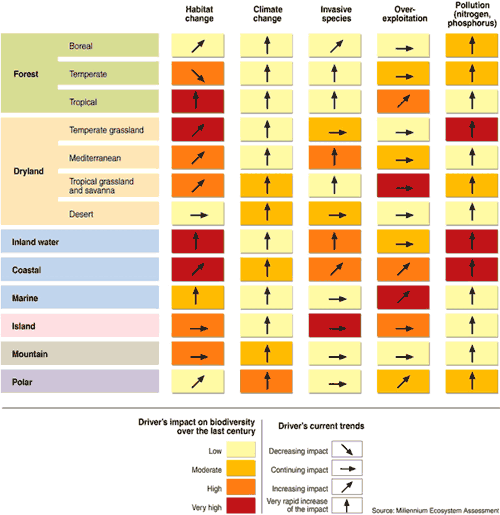 Habitat change
Climate change
Invasive species
Over-exploitation
Pollution (nitrogen, phosphorus)
Forest
Boreal
Temperate
Tropical
Dryland
Temperate grassland
Mediterranean
Tropical grassland
and savanna
Desert
Inland water
Coastal
Marine
Island
Mountain
Polar
Driver's impact on biodiversity
over the last century
Low
Moderate
High
Very high
Driver's current trends
Decreasing impact
Continuing impact
Increasing impact
Very rapid increase
of the impact
Source: Millennium Ecosystem Assessment